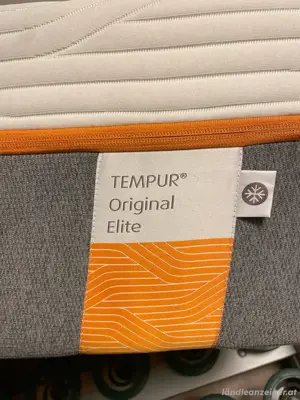 TEMPUR®
Original
Elite
ländleanzeiger.at